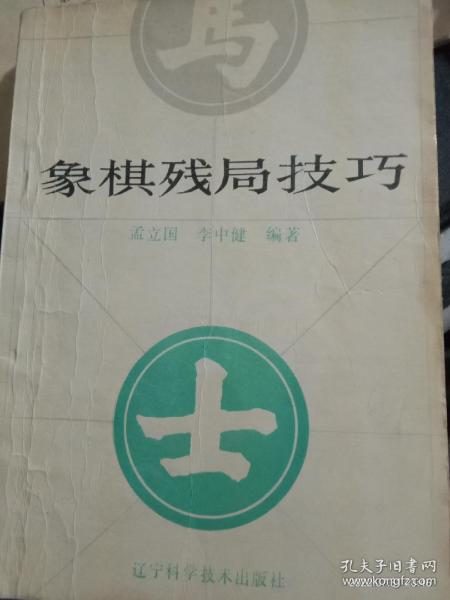 马
象棋残局技巧
孟立国 李中健 编著
士
辽宁科学技术出版社
孔夫子旧书网
www.kongfz.com